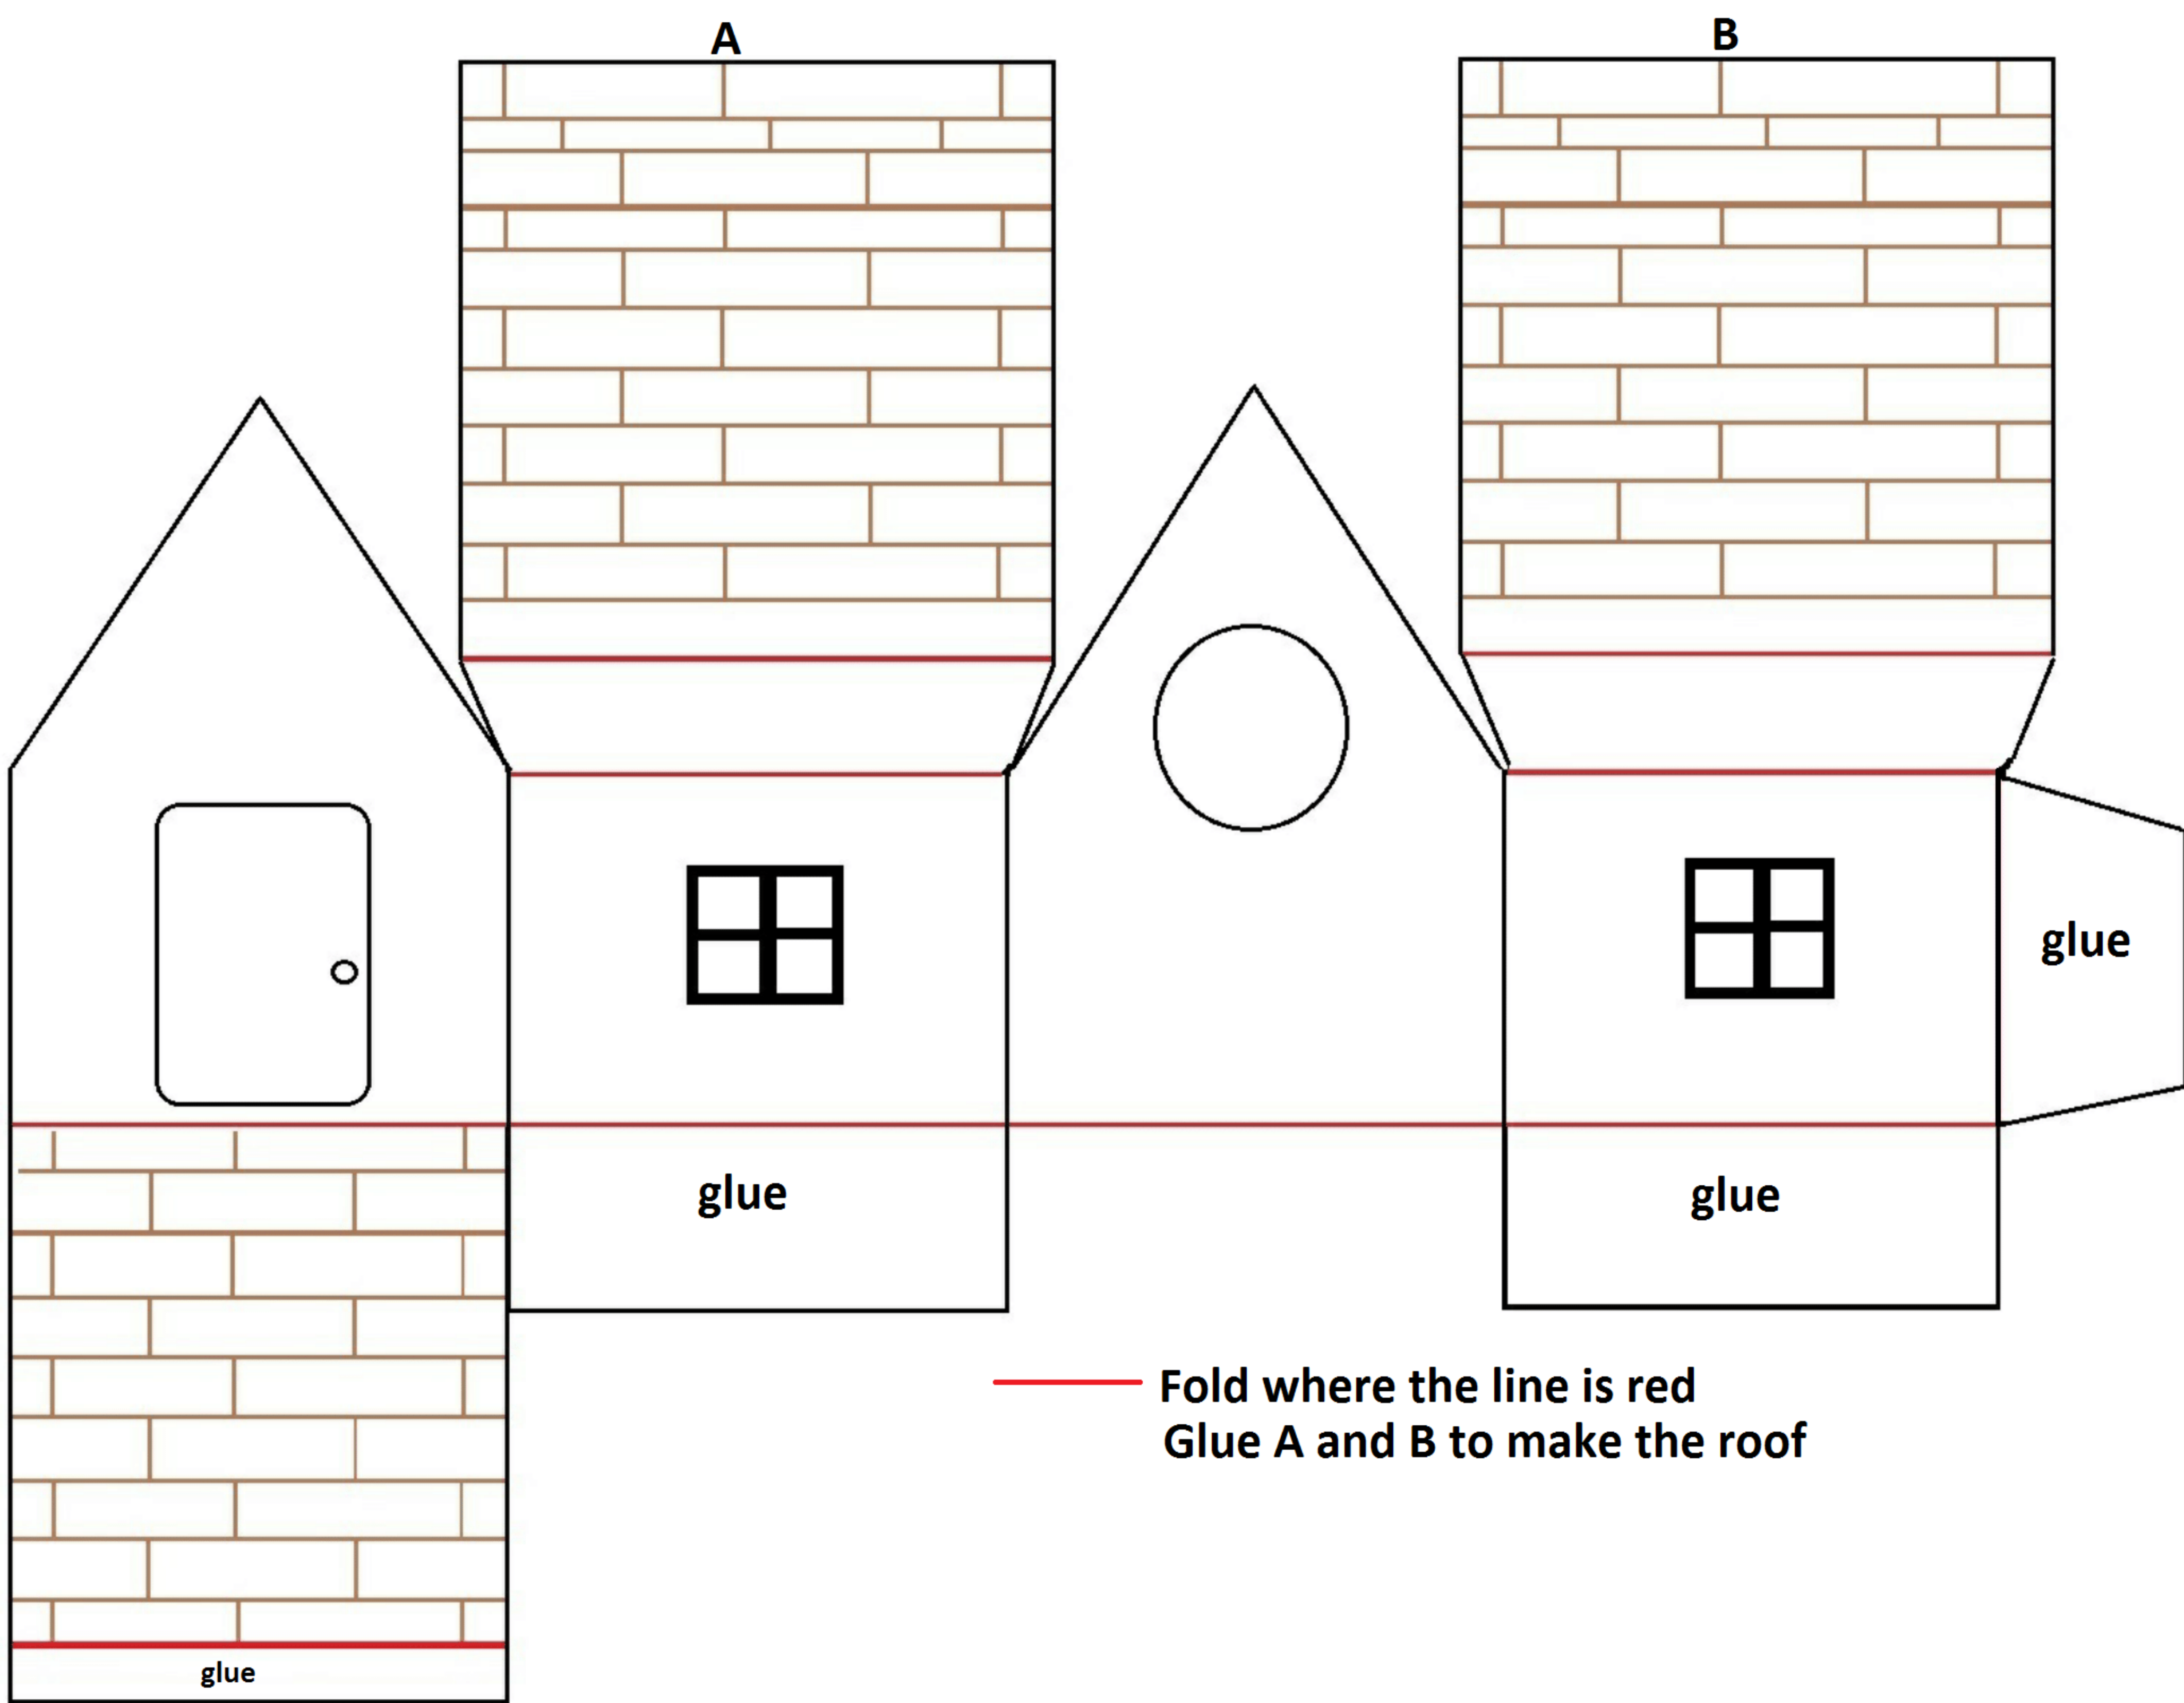 A
B
glue
glue
glue
Fold where the line is red
Glue A and B to make the roof
glue